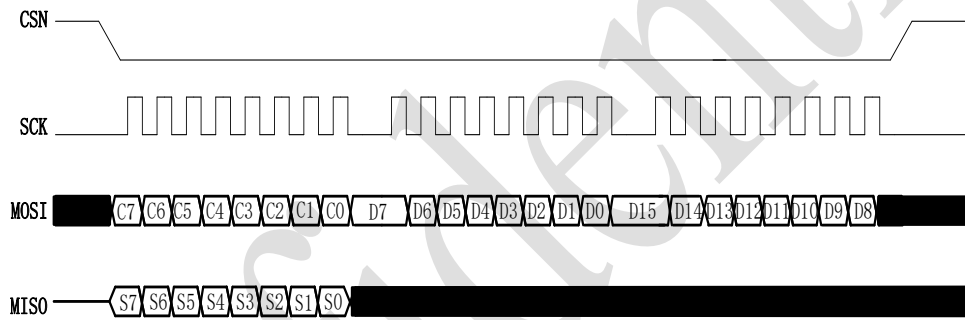 CSN
SCK
MOSI C7 C6 C5 C4 C3 C2 C1 C0 D7 D6 D5 D4 D3 D2 D1 D0 D15 D14 D13 D12 D11 D10 D9 D8
MISO S7 S6 S5 S4 S3 S2 S1 S0